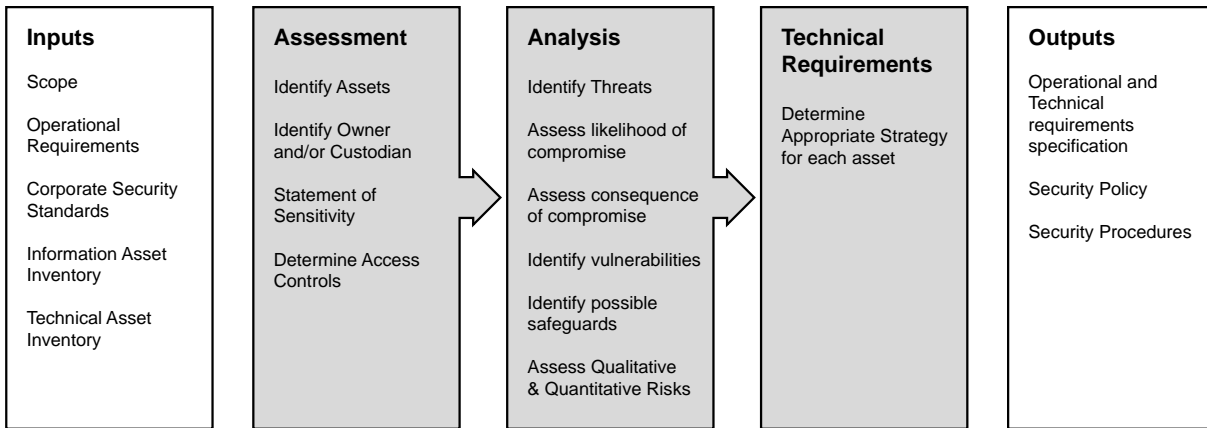 Inputs
Scope
Operational
Requirements
Corporate Security
Standards
Information Asset
Inventory
Technical Asset
Inventory
Assessment
Identify Assets
Identify Owner
and/or Custodian
Statement of
Sensitivity
Determine Access
Controls
Analysis
Identify Threats
Assess likelihood of
compromise
Assess consequence
of compromise
Identify vulnerabilities
Identify possible
safeguards
Assess Qualitative
& Quantitative Risks
Technical
Requirements
Determine
Appropriate Strategy
for each asset
Outputs
Operational and
Technical
requirements
specification
Security Policy
Security Procedures